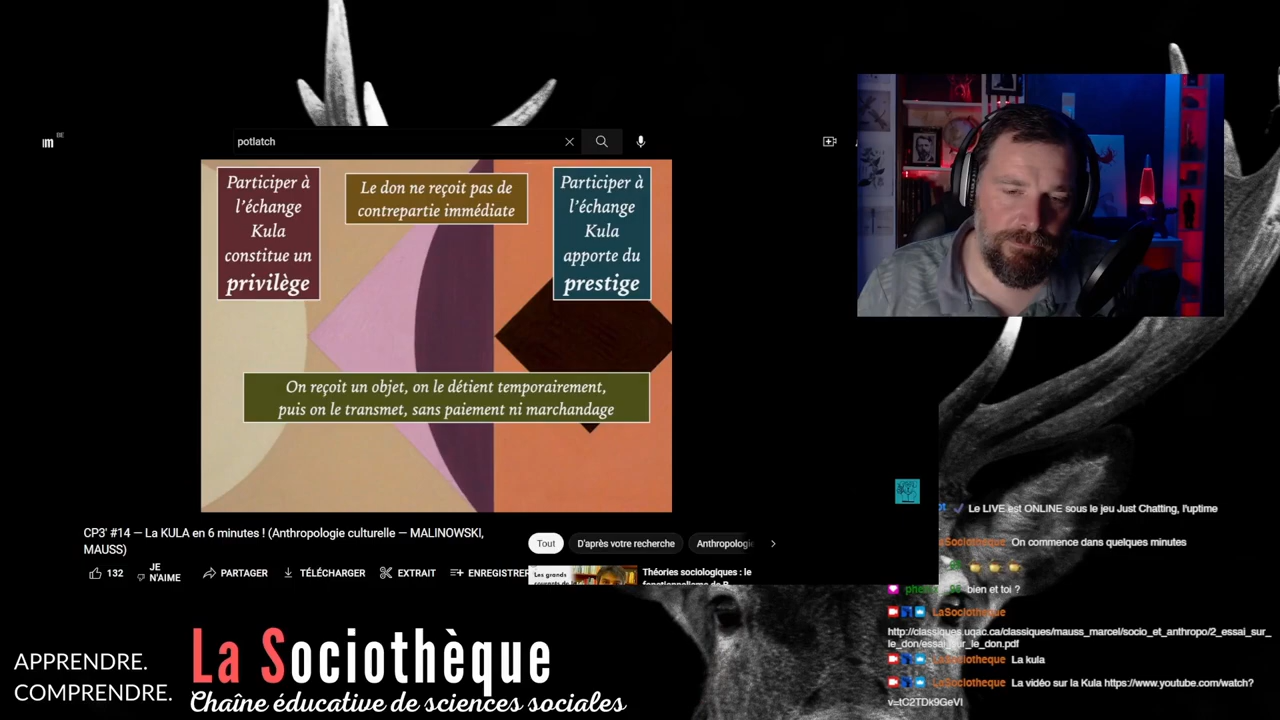 potlatch
Participer à
l’échange
Kula
constitue un
privilège
Le don ne reçoit pas de
contrepartie immédiate
Participer à
l’échange
Kula
apporte du
prestige
On reçoit un objet, on le détient temporairement,
puis on le transmet, sans paiement ni marchandage
CP3' #14 – La KULA en 6 minutes ! (Anthropologie culturelle — MALINOWSKI,
MAUSS)
132
JE
N'AIME
PARTAGER
TÉLÉCHARGER
EXTRAIT
ENREGISTRER
Tout
D'après votre recherche
Anthropologie
Les grands
Théories sociologiques : le
APPRENDRE.
COMPRENDRE.
La Sociothèque
Chaîne éducative de sciences sociales
Le LIVE est ONLINE sous le jeu Just Chatting, l'uptime
Sociotheque On commence dans quelques minutes
bien et toi ?
LaSociotheque
http://classiques.uqac.ca/classiques/mauss_marcel/socio_et_anthropo/2_essai_sur_
le_don/essai_sur_le_don.pdf
LaSociotheque La kula
LaSociotheque La vidéo sur la Kula https://www.youtube.com/watch?